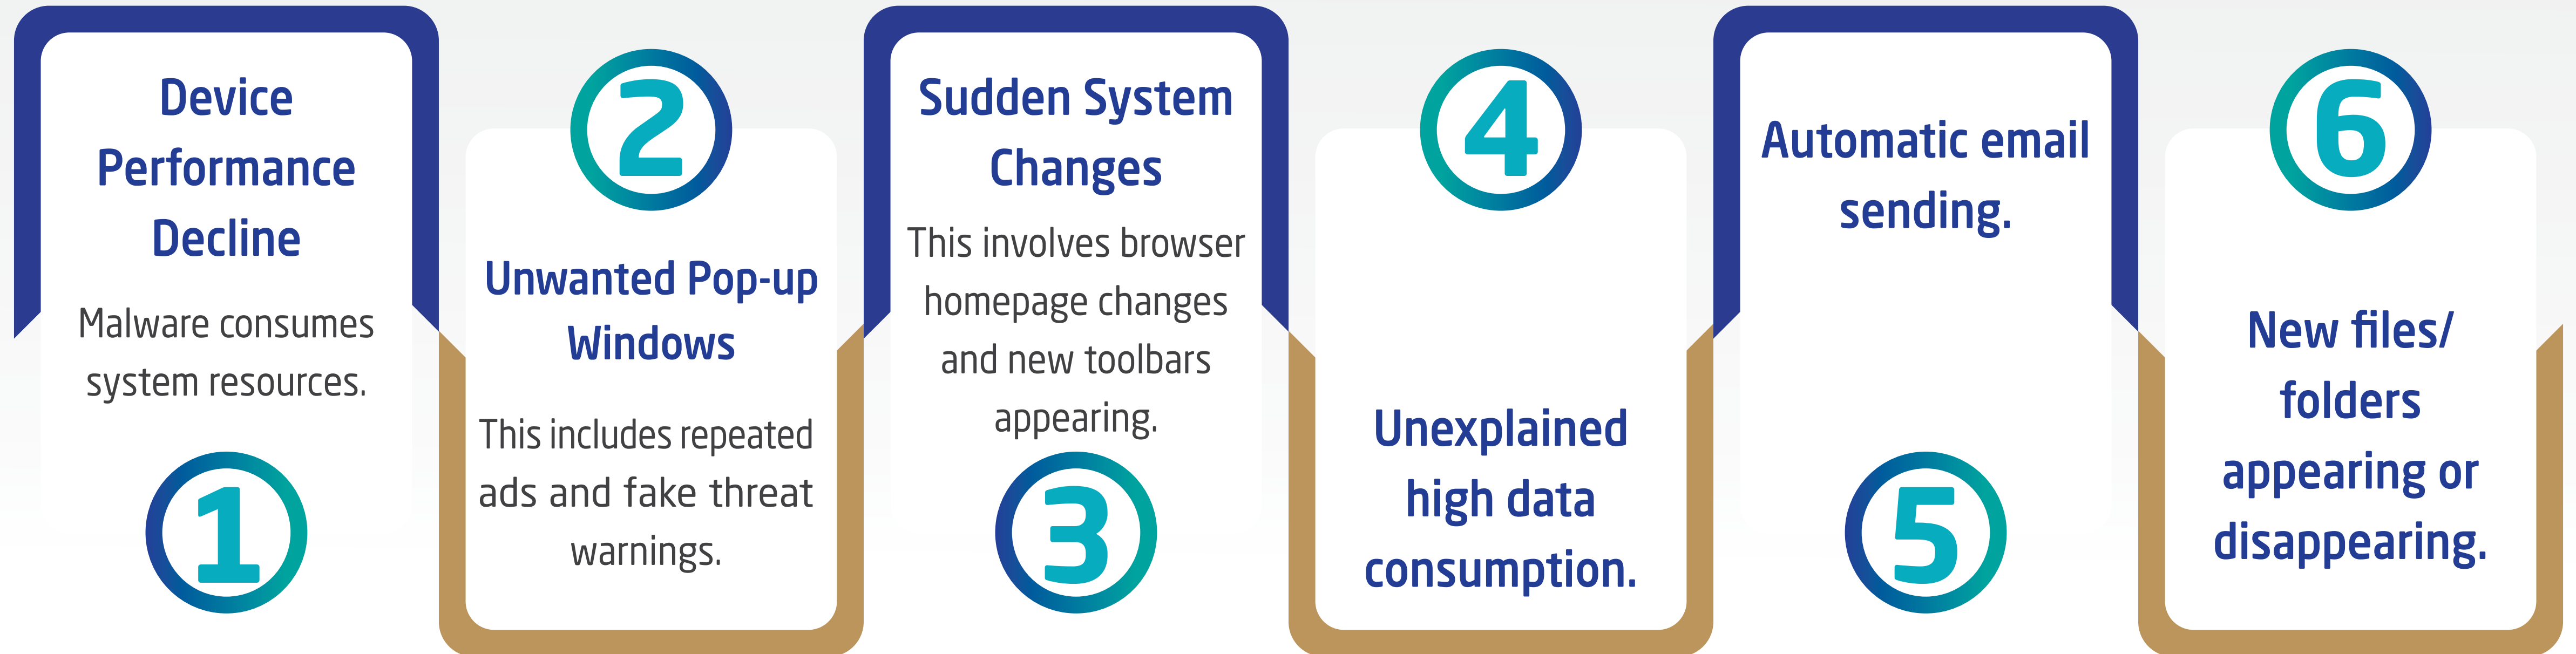 Device
Performance
Decline
Malware consumes
system resources.
1
2
Unwanted Pop-up
Windows
This includes repeated
ads and fake threat
warnings.
Sudden System
Changes
This involves browser
homepage changes
and new toolbars
appearing.
3
4
Unexplained
high data
consumption.
Automatic email
sending.
5
6
New files/
folders
appearing or
disappearing.